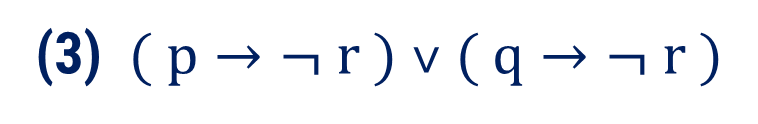 (3) ( p → ¬ r ) ∨ ( q → ¬ r )